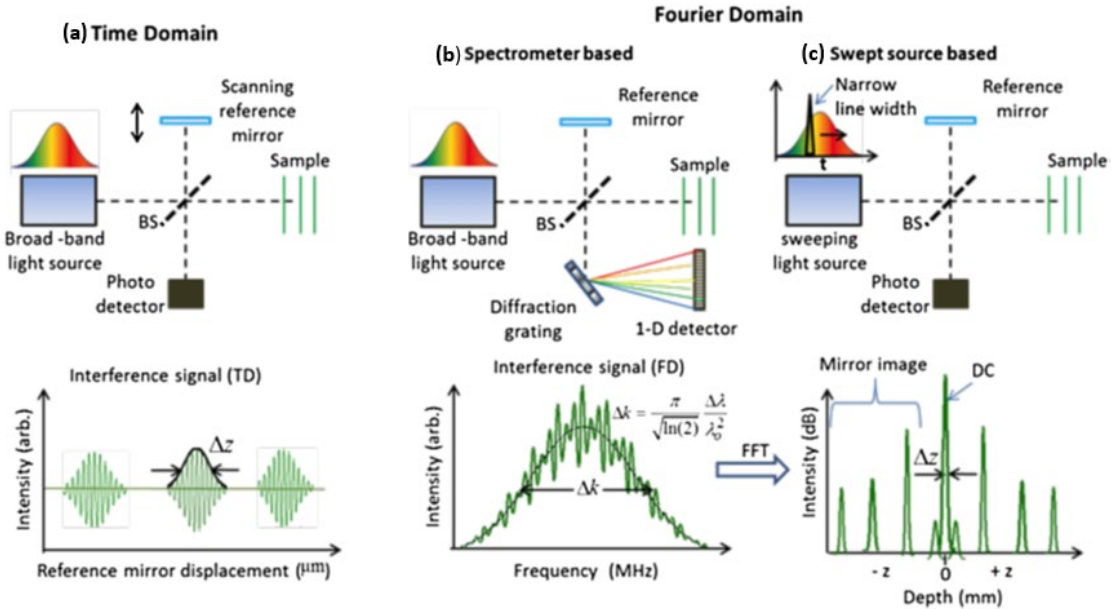 Fourier Domain
(a) Time Domain
(b) Spectrometer based
(c) Swept source based
Scanning
reference
mirror
Sample
BS
Broad -band
light source
Photo
detector
Reference
mirror
Sample
BS
Broad -band
light source
Diffraction
grating
1-D detector
Narrow
line width
t
Reference
mirror
Sample
BS
sweeping
light source
Photo
detector
Interference signal (TD)
Intensity (arb.)
Δz
Reference mirror displacement (μm)
Interference signal (FD)
Intensity (arb.)
Δk = π/√ln(2) Δλ/λ₀²
Δk
Frequency (MHz)
FFT
Mirror image
DC
Intensity (dB)
Δz
- z 0 + z
Depth (mm)